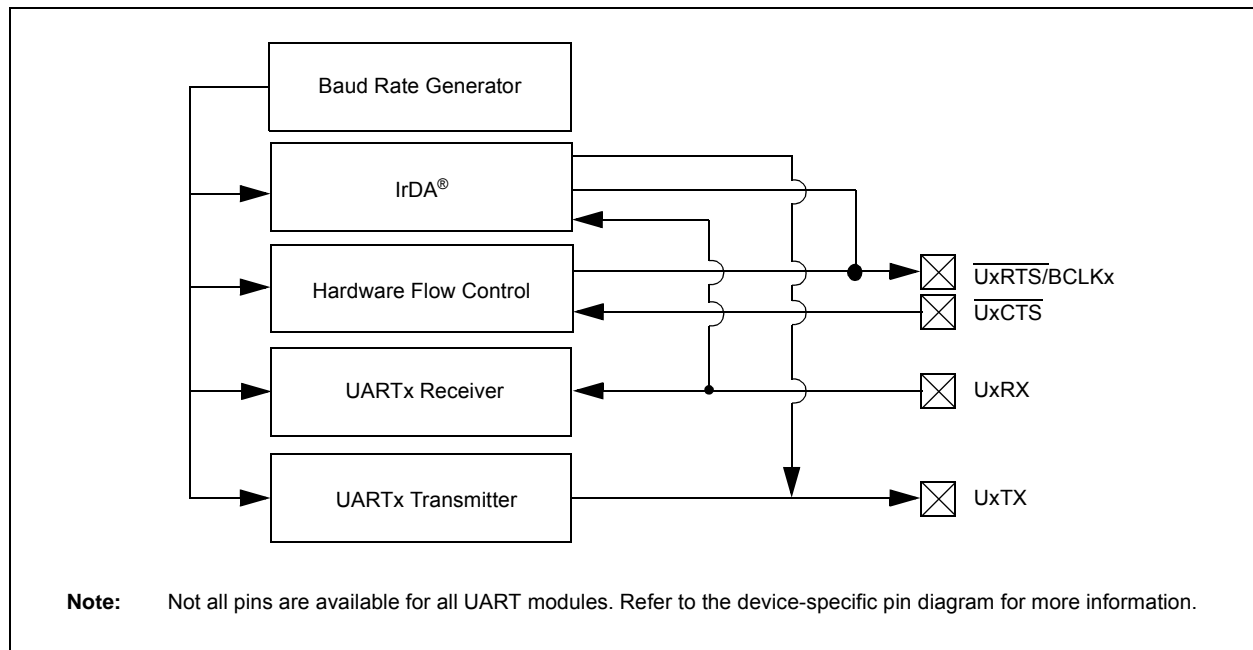 Baud Rate Generator
IrDA®
Hardware Flow Control
UxRTS/BCLKx
UxCTS
UARTx Receiver
UxRX
UARTx Transmitter
UxTX
Note: Not all pins are available for all UART modules. Refer to the device-specific pin diagram for more information.